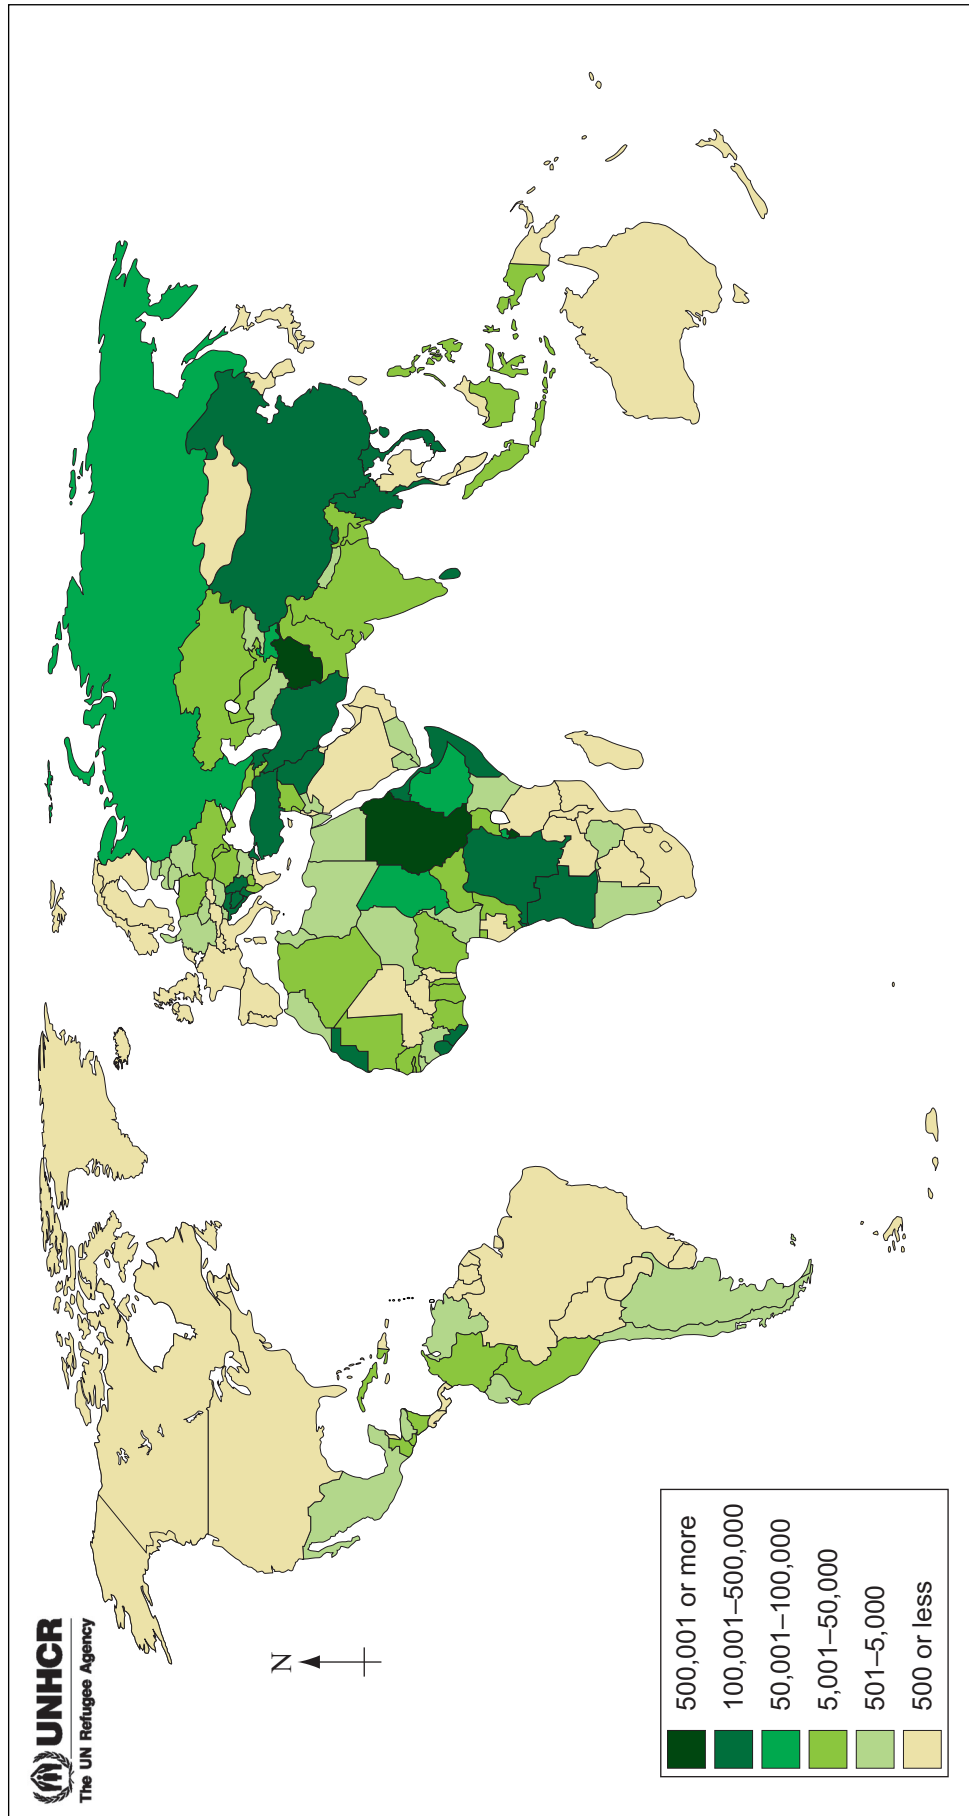 UNHCR
The UN Refugee Agency
N
500,001 or more
100,001–500,000
50,001–100,000
5,001–50,000
501–5,000
500 or less